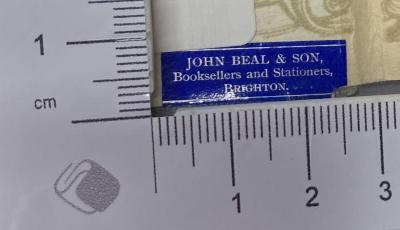 JOHN BEAL & SON,
Booksellers and Stationers,
BRIGHTON.
1
cm
1 2 3